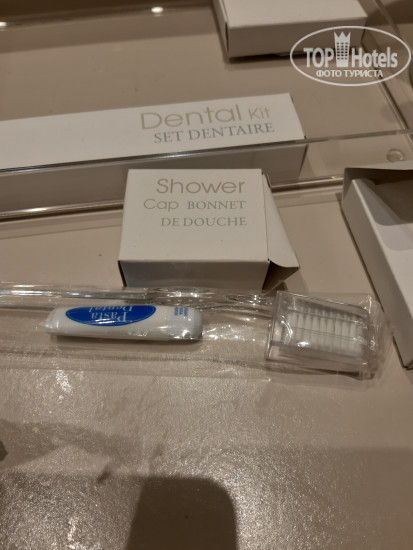 TOP Hotels
ФОТО ТУРИСТА
Dental Kit
SET DENTAIRE
Shower
Cap BONNET
DE DOUCHE
Pasta
Dental